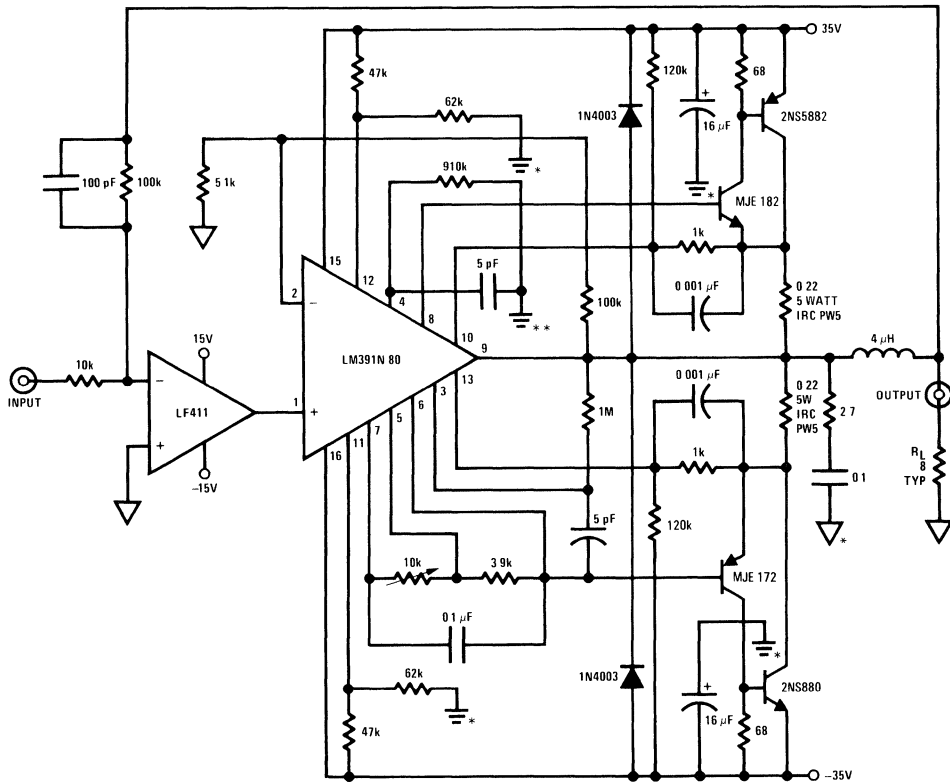 35V
47k
120k
68
2NS5882
62k
1N4003
+
16 μF
*
*
100 pF
100k
5 1k
910k
MJE 182
15
12
4
8
5 pF
1k
* *
100k
0 001 μF
0 22
5 WATT
IRC PW5
2
−
10
9
LM391N 80
13
4 μH
15V
INPUT
10k
−
+
LF411
−15V
1
+
3
6
5
7
11
16
0 001 μF
1M
0 22
5W
IRC
PW5
2 7
OUTPUT
1k
R L
8
TYP
0 1
*
5 pF
120k
10k
3 9k
MJE 172
0 1 μF
62k
*
1N4003
+
16 μF
*
2NS880
47k
68
−35V